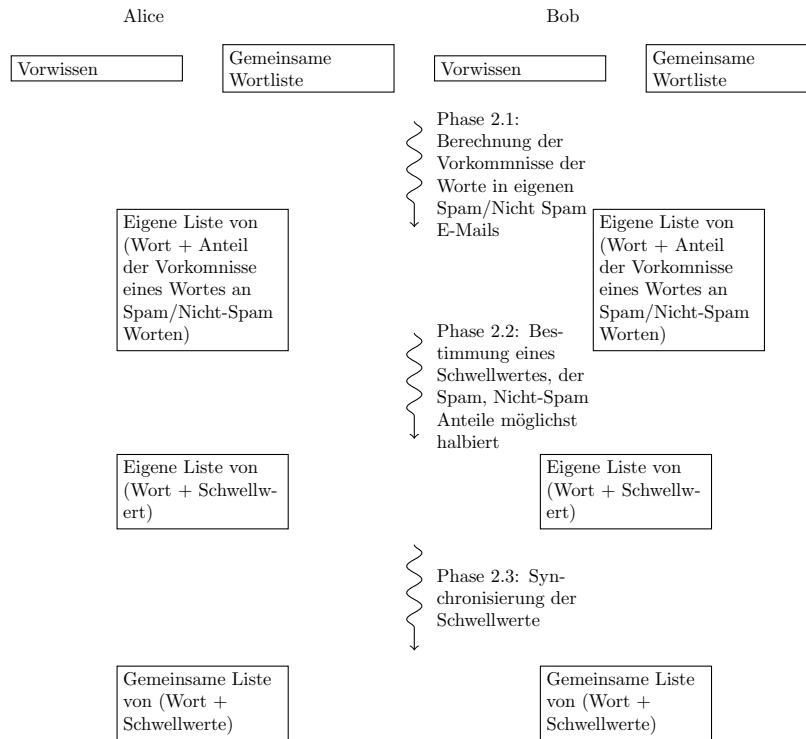 Alice
Bob
Vorwissen
Gemeinsame
Wortliste
Vorwissen
Gemeinsame
Wortliste
Phase 2.1:
Berechnung der
Vorkommnisse der
Worte in eigenen
Spam/Nicht Spam
E-Mails
Eigene Liste von
(Wort + Anteil
der Vorkomnisse
eines Wortes an
Spam/Nicht-Spam
Worten)
Eigene Liste von
(Wort + Anteil
der Vorkomnisse
eines Wortes an
Spam/Nicht-Spam
Worten)
Phase 2.2: Bes-
timmung eines
Schwellwertes, der
Spam, Nicht-Spam
Anteile möglichst
halbiert
Eigene Liste von
(Wort + Schwellw-
ert)
Eigene Liste von
(Wort + Schwellw-
ert)
Phase 2.3: Syn-
chronisierung der
Schwellwerte
Gemeinsame Liste
von (Wort +
Schwellwerte)
Gemeinsame Liste
von (Wort +
Schwellwerte)